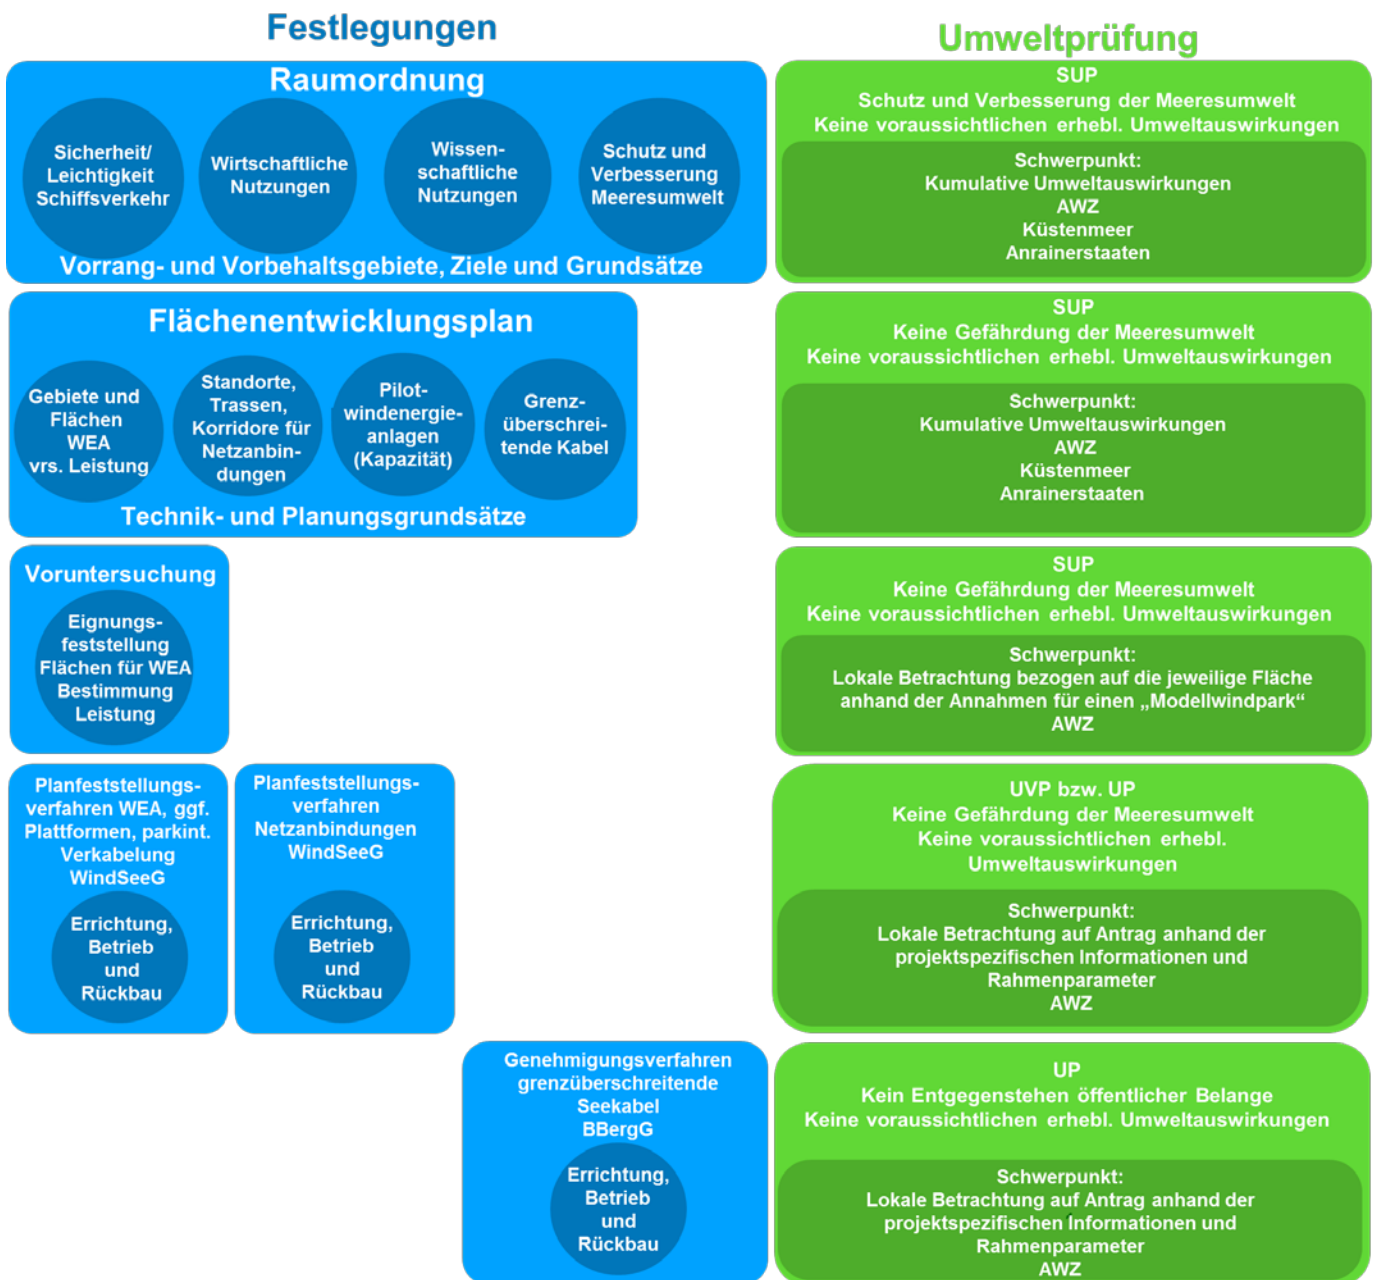 Festlegungen
Umweltprüfung
Raumordnung
Sicherheit/
Leichtigkeit
Schiffsverkehr
Wirtschaftliche
Nutzungen
Wissen-
schaftliche
Nutzungen
Schutz und
Verbesserung
Meeresumwelt
Vorrang- und Vorbehaltsgebiete, Ziele und Grundsätze
SUP
Schutz und Verbesserung der Meeresumwelt
Keine voraussichtlichen erhebl. Umweltauswirkungen
Schwerpunkt:
Kumulative Umweltauswirkungen
AWZ
Küstenmeer
Anrainerstaaten
Flächenentwicklungsplan
Gebiete und
Flächen
WEA
vrs. Leistung
Standorte,
Trassen,
Korridore für
Netzanbin-
dungen
Pilot-
windenergie-
anlagen
(Kapazität)
Grenz-
überschrei-
tende Kabel
Technik- und Planungsgrundsätze
SUP
Keine Gefährdung der Meeresumwelt
Keine voraussichtlichen erhebl. Umweltauswirkungen
Schwerpunkt:
Kumulative Umweltauswirkungen
AWZ
Küstenmeer
Anrainerstaaten
Voruntersuchung
Eignungs-
feststellung
Flächen für WEA
Bestimmung
Leistung
SUP
Keine Gefährdung der Meeresumwelt
Keine voraussichtlichen erhebl. Umweltauswirkungen
Schwerpunkt:
Lokale Betrachtung bezogen auf die jeweilige Fläche
anhand der Annahmen für einen „Modellwindpark“
AWZ
Planfeststellungs-
verfahren WEA, ggf.
Plattformen, parkint.
Verkabelung
WindSeeG
Errichtung,
Betrieb
und
Rückbau
Planfeststellungs-
verfahren
Netzanbindungen
WindSeeG
Errichtung,
Betrieb
und
Rückbau
UVP bzw. UP
Keine Gefährdung der Meeresumwelt
Keine voraussichtlichen erhebl.
Umweltauswirkungen
Schwerpunkt:
Lokale Betrachtung auf Antrag anhand der
projektspezifischen Informationen und
Rahmenparameter
AWZ
Genehmigungsverfahren
grenzüberschreitende
Seekabel
BBergG
Errichtung,
Betrieb
und
Rückbau
UP
Kein Entgegenstehen öffentlicher Belange
Keine voraussichtlichen erhebl. Umweltauswirkungen
Schwerpunkt:
Lokale Betrachtung auf Antrag anhand der
projektspezifischen Informationen und
Rahmenparameter
AWZ